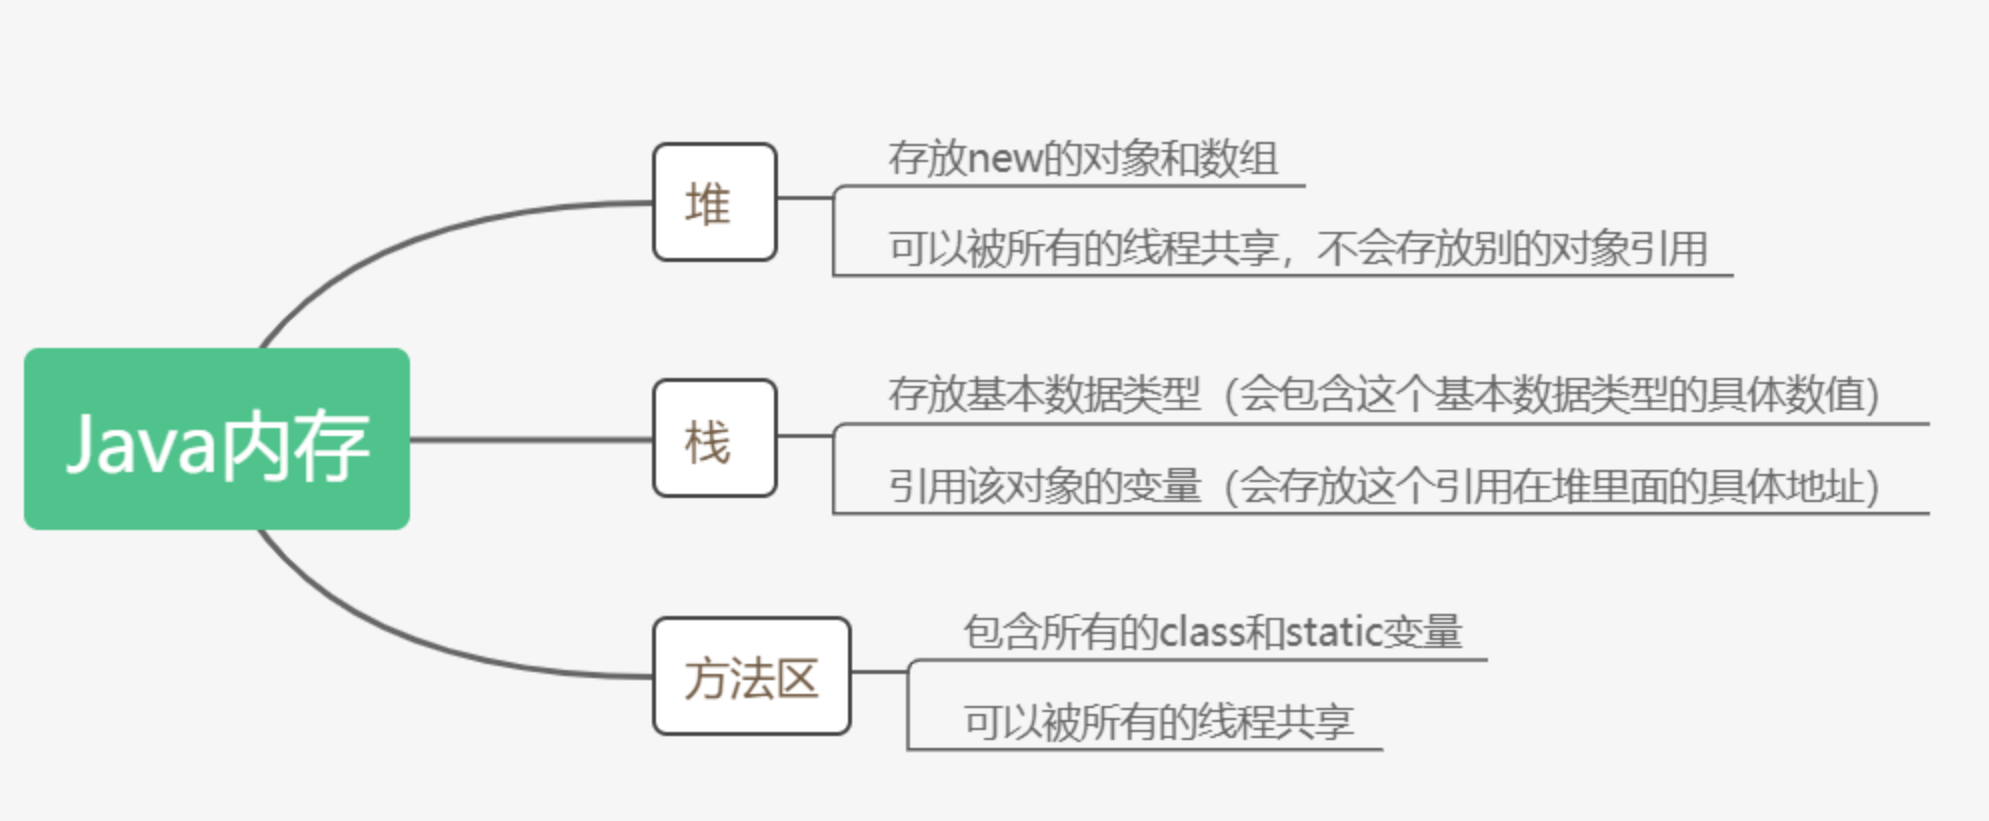 Java内存
堆
存放new的对象和数组
可以被所有的线程共享，不会存放别的对象引用
栈
存放基本数据类型（会包含这个基本数据类型的具体数值）
引用该对象的变量（会存放这个引用在堆里面的具体地址）
方法区
包含所有的class和static变量
可以被所有的线程共享